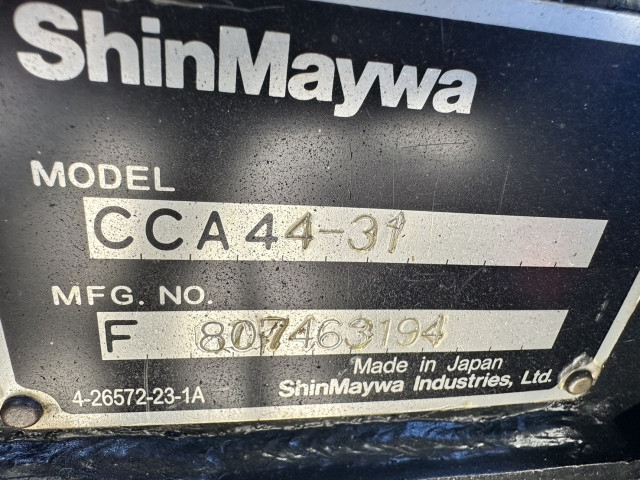 ShinMaywa
MODEL
CCA44-31
MFG. NO.
F 807463194
Made in Japan
4-26572-23-1A
ShinMaywa Industries, Ltd.